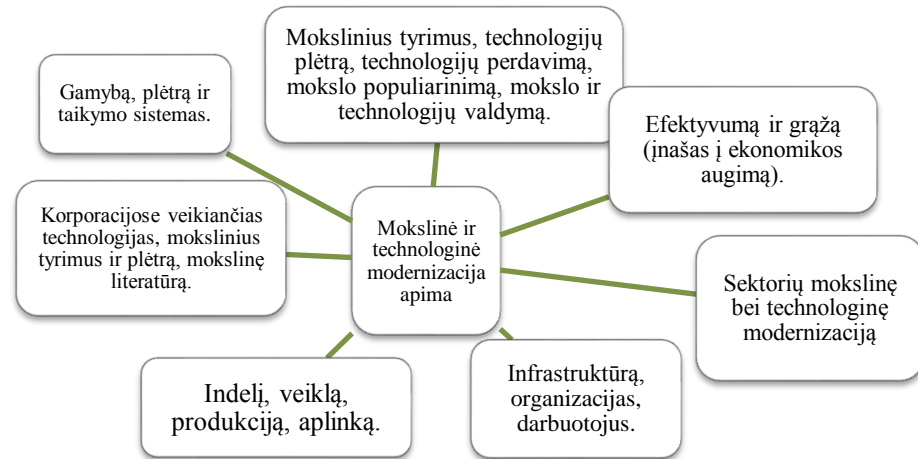 Mokslinius tyrimus, technologijų
plėtrą, technologijų perdavimą,
mokslo populiarinimą, mokslo ir
technologijų valdymą.
Gamybą, plėtrą ir
taikymo sistemas.
Efektyvumą ir grąžą
(įnašas į ekonomikos
augimą).
Korporacijose veikiančias
technologijas, mokslinius
tyrimus ir plėtrą, mokslinę
literatūrą.
Mokslinė ir
technologinė
modernizacija
apima
Sektorių mokslinę
bei technologinę
modernizaciją
Indelį, veiklą,
produkciją, aplinką.
Infrastruktūrą,
organizacijas,
darbuotojus.